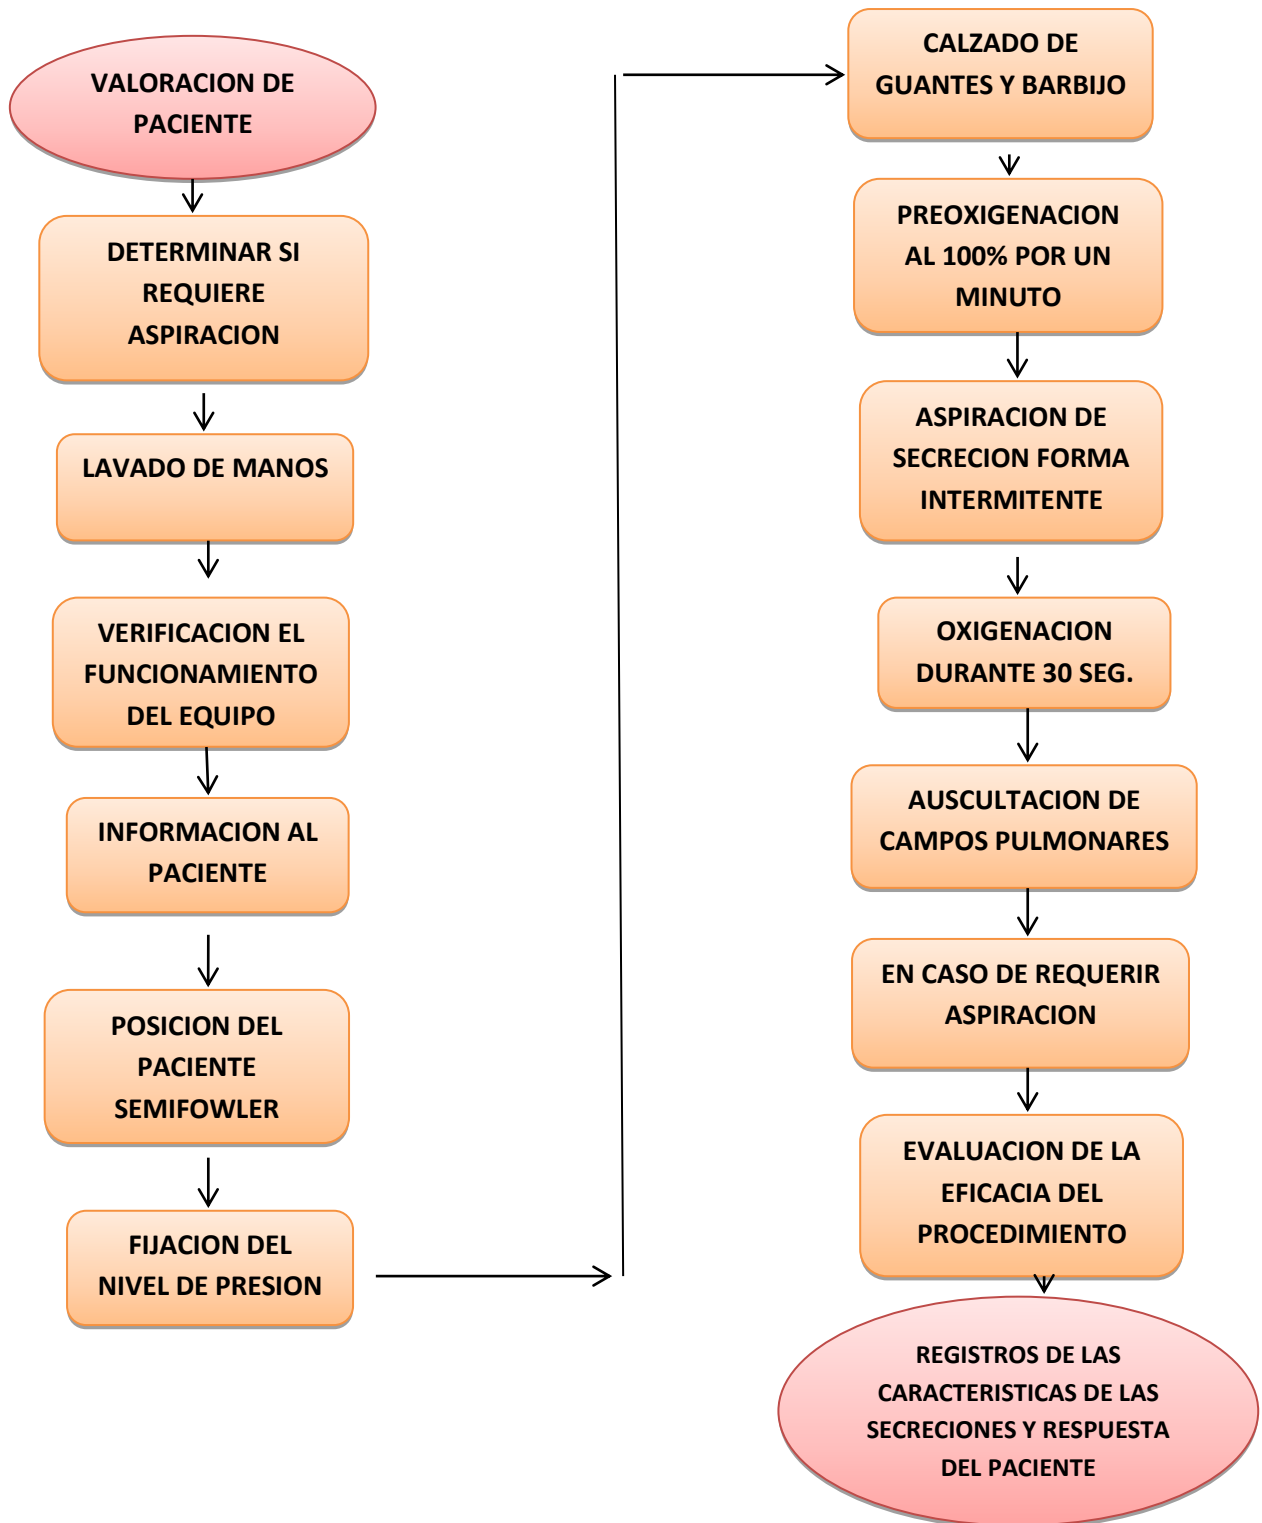 VALORACION DE
PACIENTE
DETERMINAR SI
REQUIERE
ASPIRACION
LAVADO DE MANOS
VERIFICACION EL
FUNCIONAMIENTO
DEL EQUIPO
INFORMACION AL
PACIENTE
POSICION DEL
PACIENTE
SEMIFOWLER
FIJACION DEL
NIVEL DE PRESION
CALZADO DE
GUANTES Y BARBIJO
PREOXIGENACION
AL 100% POR UN
MINUTO
ASPIRACION DE
SECRECION FORMA
INTERMITENTE
OXIGENACION
DURANTE 30 SEG.
AUSCULTACION DE
CAMPOS PULMONARES
EN CASO DE REQUERIR
ASPIRACION
EVALUACION DE LA
EFICACIA DEL
PROCEDIMIENTO
REGISTROS DE LAS
CARACTERISTICAS DE LAS
SECRECIONES Y RESPUESTA
DEL PACIENTE